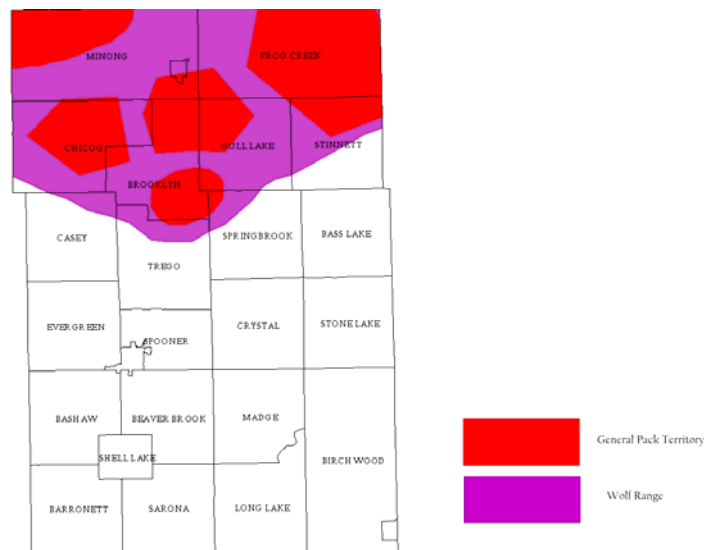 MINONG
FROG CREEK
CHICOG
GULL LAKE
STINNETT
BROOKLYN
CASEY
SPRINGBROOK
BASS LAKE
TREGO
EVERGREEN
SPOONER
CRYSTAL
STONE LAKE
BASHAW
BEAVER BROOK
MADGE
SHELL LAKE
BIRCHWOOD
BARRONETT
SARONA
LONG LAKE
General Pack Territory
Wolf Range